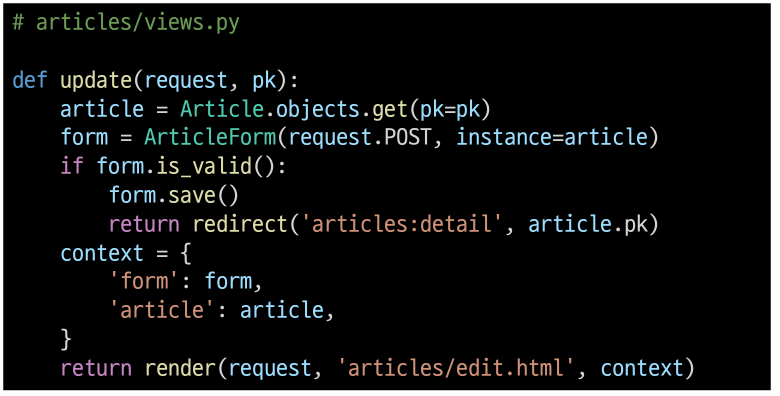 # articles/views.py

def update(request, pk):
    article = Article.objects.get(pk=pk)
    form = ArticleForm(request.POST, instance=article)
    if form.is_valid():
        form.save()
        return redirect('articles:detail', article.pk)
    context = {
        'form': form,
        'article': article,
    }
    return render(request, 'articles/edit.html', context)